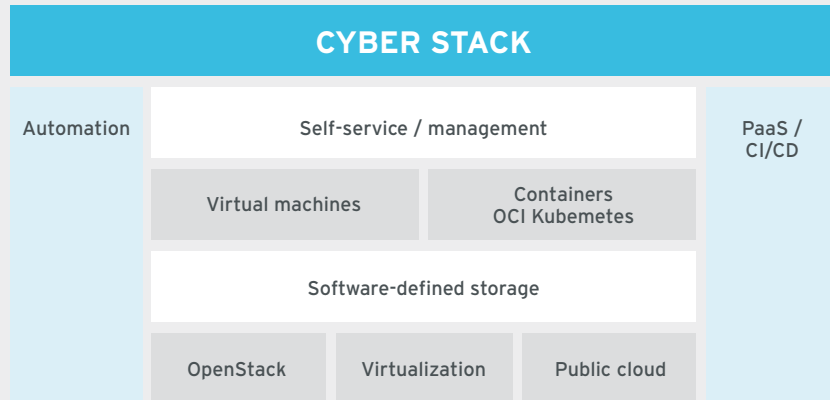 CYBER STACK
Automation
Self-service / management
PaaS /
CI/CD
Virtual machines
Containers
OCI Kubemetes
Software-defined storage
OpenStack
Virtualization
Public cloud